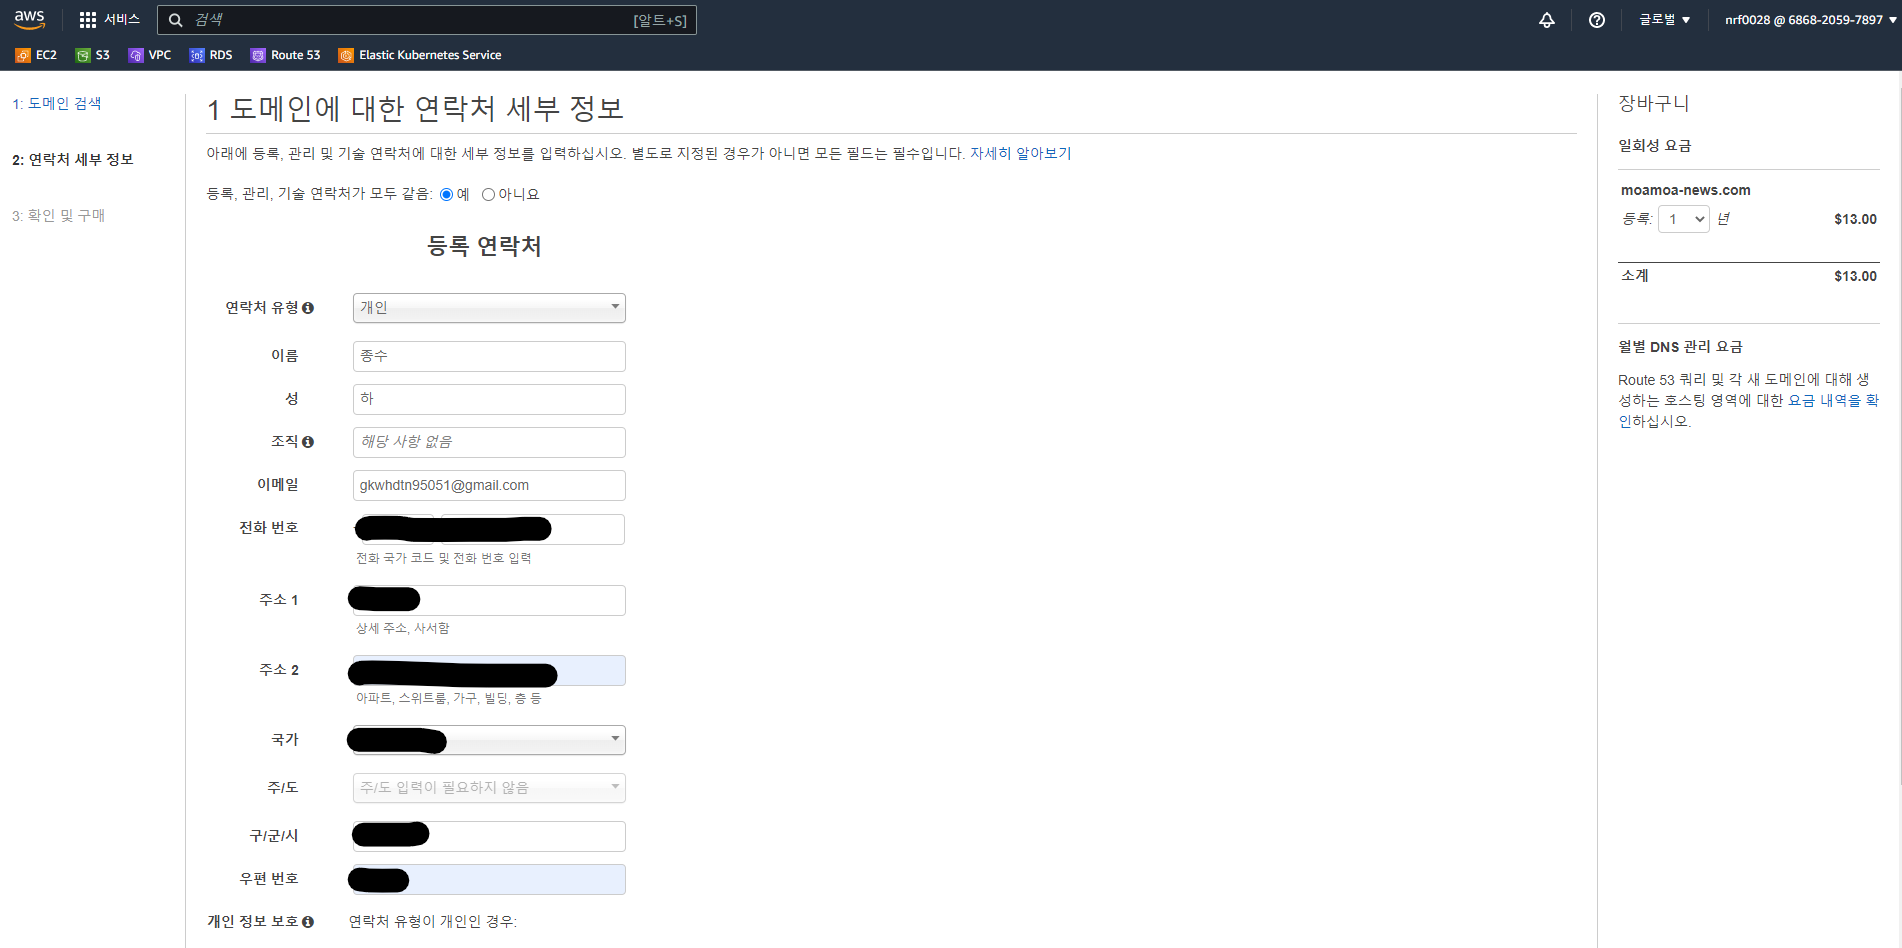 aws
서비스
검색
[알트+S]
글로벌 ▼
nrf0028 @ 6868-2059-7897 ▼
EC2
S3
VPC
RDS
Route 53
Elastic Kubernetes Service
1: 도메인 검색
2: 연락처 세부 정보
3: 확인 및 구매
1 도메인에 대한 연락처 세부 정보
아래에 등록, 관리 및 기술 연락처에 대한 세부 정보를 입력하십시오. 별도로 지정된 경우가 아니면 모든 필드는 필수입니다. 자세히 알아보기
등록, 관리, 기술 연락처가 모두 같음: 예 아니요
등록 연락처
연락처 유형 개인
이름 종수
성 하
조직 해당 사항 없음
이메일 gkwhdtn95051@gmail.com
전화 번호
전화 국가 코드 및 전화 번호 입력
주소 1
상세 주소, 사서함
주소 2
아파트, 스위트룸, 가구, 빌딩, 층 등
국가
주/도 주/도 입력이 필요하지 않음
구/군/시
우편 번호
개인 정보 보호 연락처 유형이 개인인 경우:
장바구니
일회성 요금
moamoa-news.com
등록: 1 년 $13.00
소계 $13.00
월별 DNS 관리 요금
Route 53 쿼리 및 각 새 도메인에 대해 생
성하는 호스팅 영역에 대한 요금 내역을 확
인하십시오.